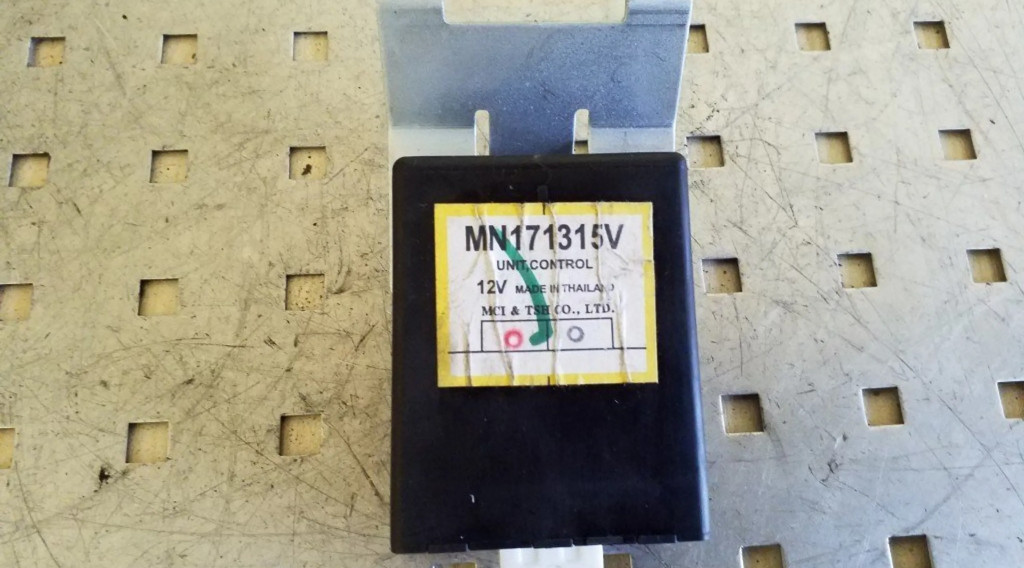 MN171315V
UNIT,CONTROL
12V MADE IN THAILAND
MCI & TSH CO., LTD.